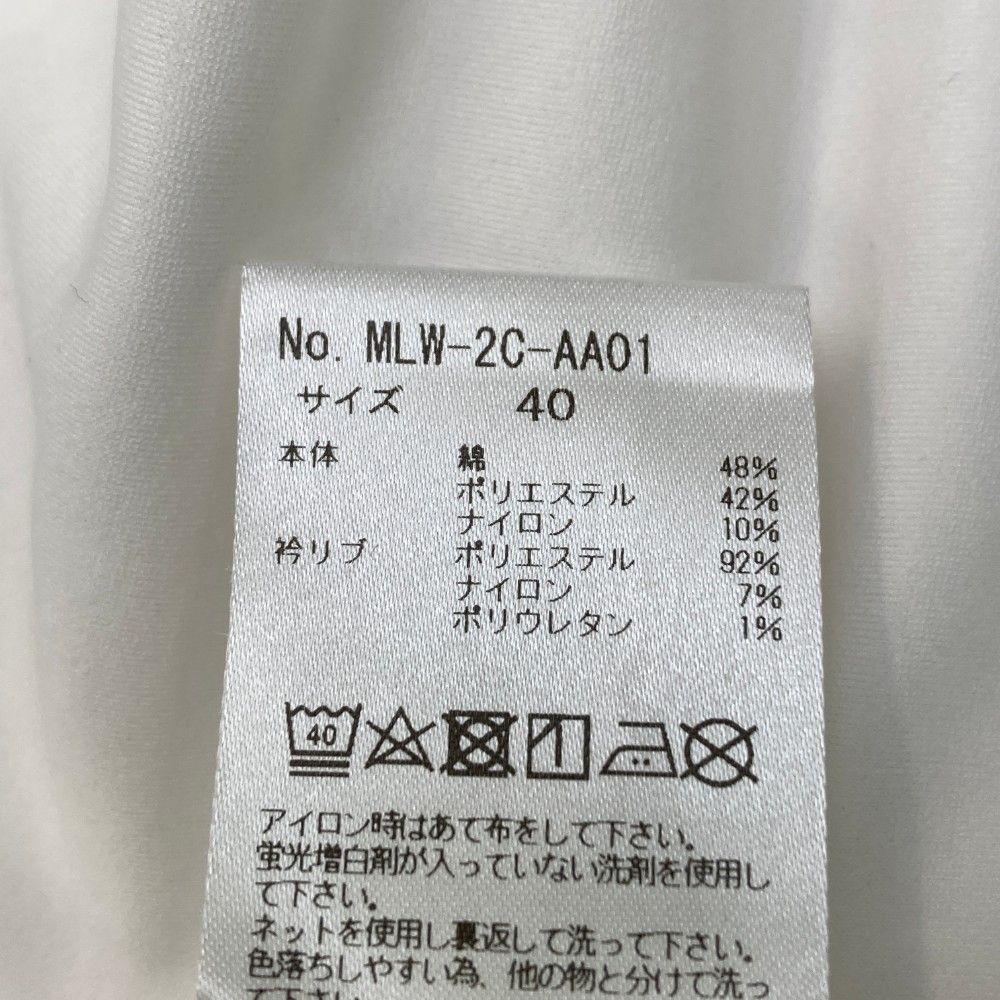 No. MLW-2C-AA01
サイズ 40
本体 綿 48%
ポリエステル 42%
ナイロン 10%
衿リブ ポリエステル 92%
ナイロン 7%
ポリウレタン 1%
40
アイロン時はあて布をして下さい。
蛍光増白剤が入っていない洗剤を使用し
て下さい。
ネットを使用し裏返して洗って下さい。
色落ちしやすい為、他の物と分けて洗っ
て下さい